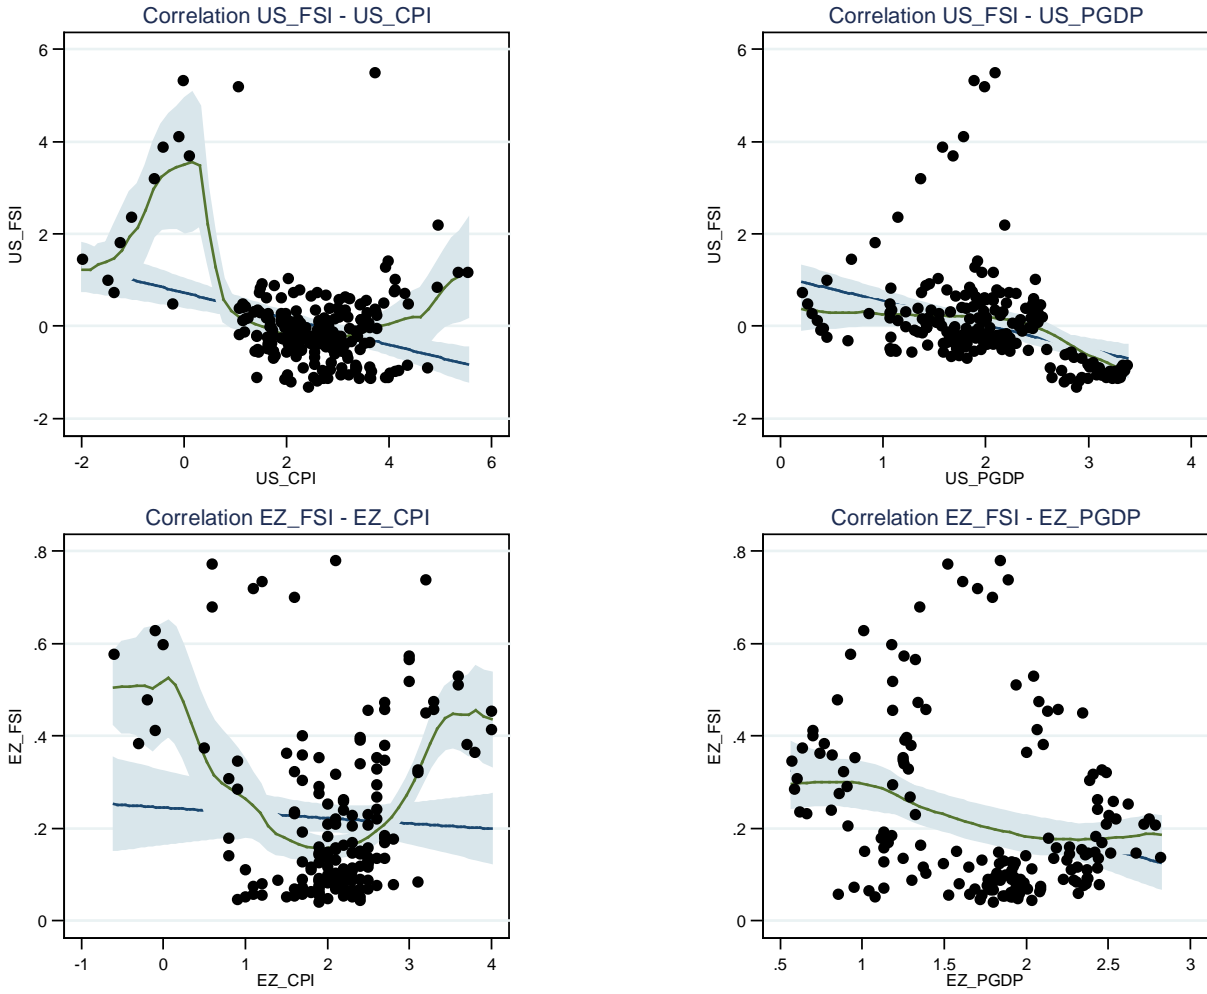 Correlation US_FSI - US_CPI
US_FSI
6
4
2
0
-2
-2 0 2 4 6
US_CPI
Correlation US_FSI - US_PGDP
US_FSI
6
4
2
0
-2
0 1 2 3 4
US_PGDP
Correlation EZ_FSI - EZ_CPI
EZ_FSI
.8
.6
.4
.2
0
-1 0 1 2 3 4
EZ_CPI
Correlation EZ_FSI - EZ_PGDP
EZ_FSI
.8
.6
.4
.2
0
.5 1 1.5 2 2.5 3
EZ_PGDP